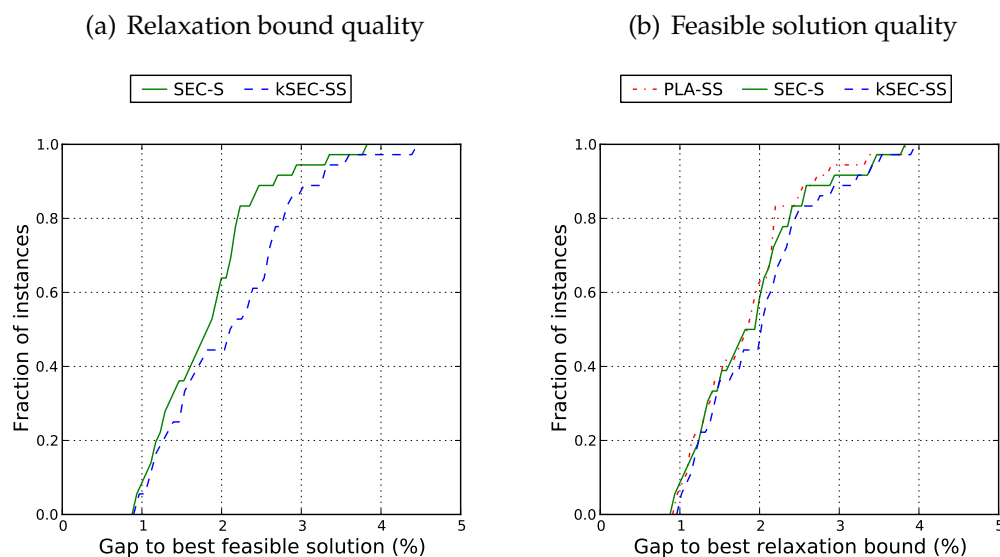 (a) Relaxation bound quality
SEC-S kSEC-SS
1.0
0.8
0.6
0.4
0.2
0.0
Fraction of instances
0 1 2 3 4 5
Gap to best feasible solution (%)
(b) Feasible solution quality
PLA-SS SEC-S kSEC-SS
1.0
0.8
0.6
0.4
0.2
0.0
Fraction of instances
0 1 2 3 4 5
Gap to best relaxation bound (%)